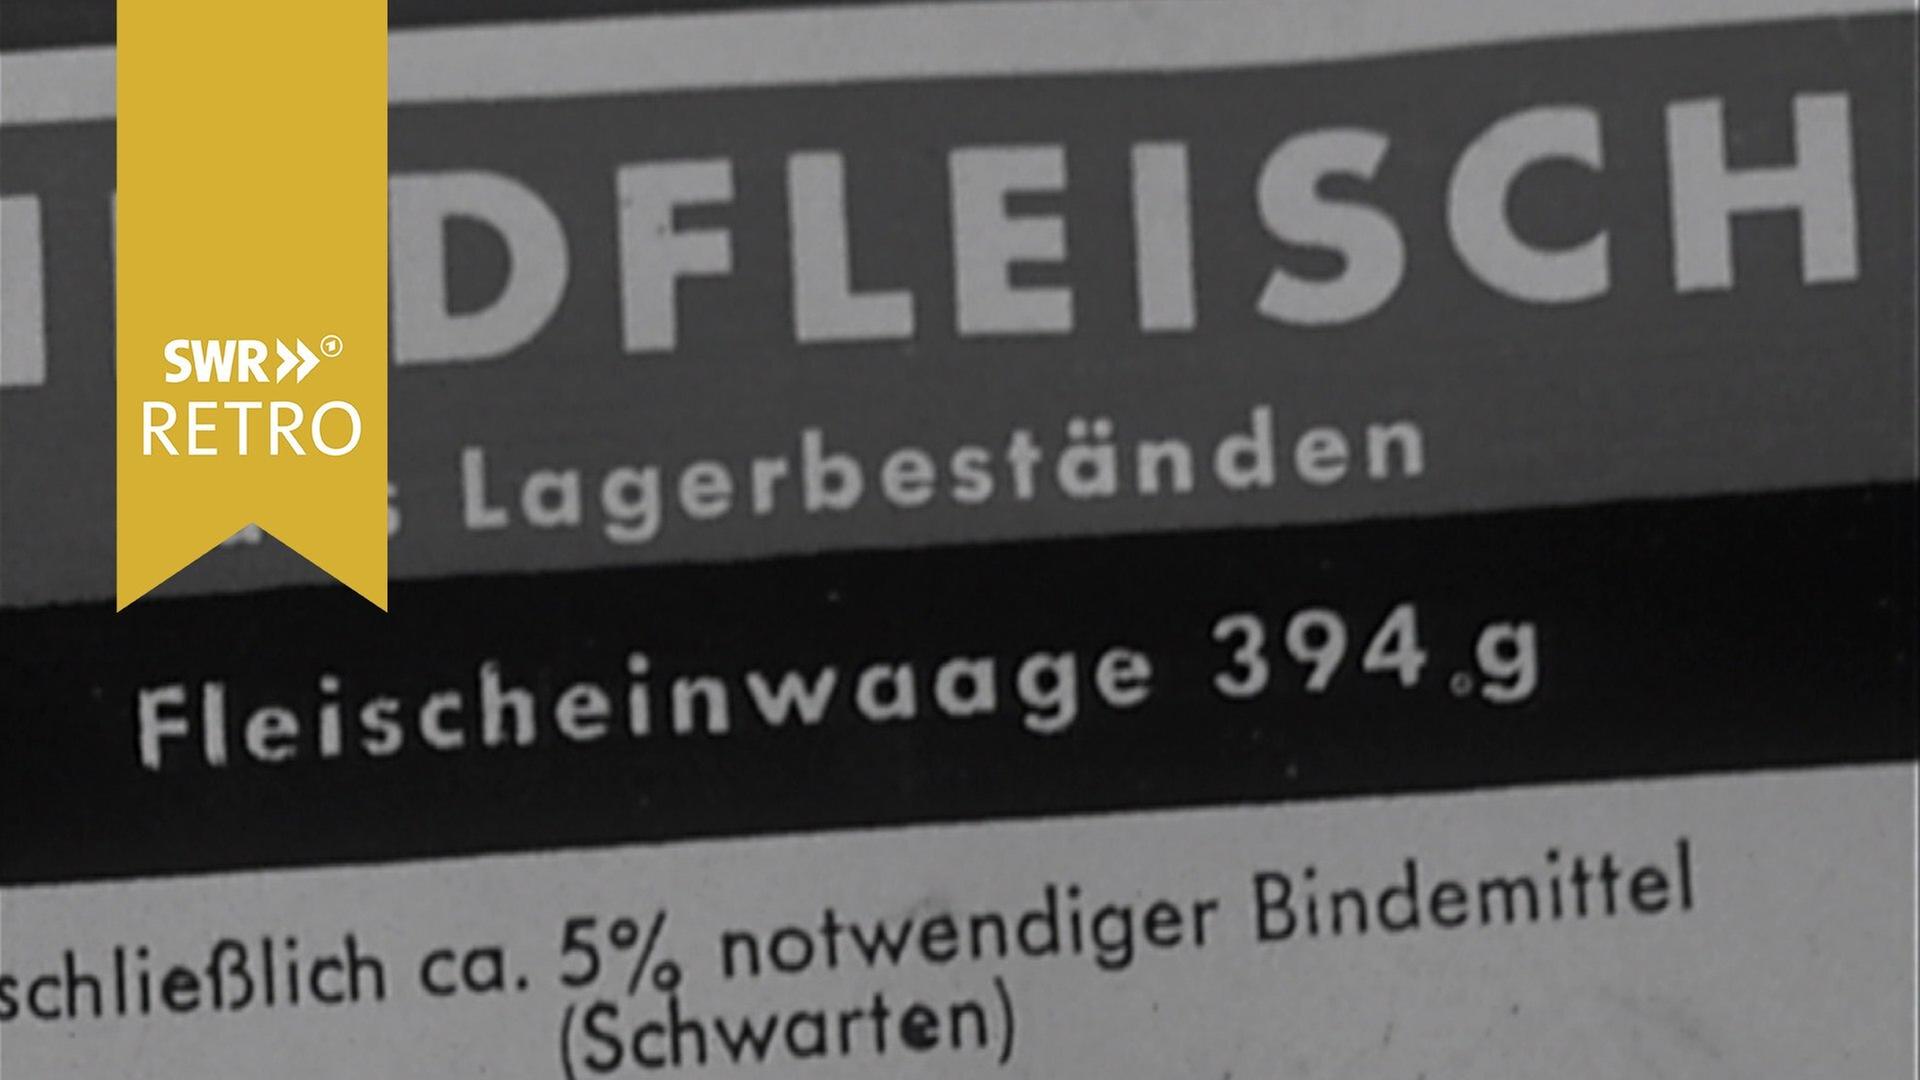 DFLEISCH
SWR
RETRO
s Lagerbeständen
Fleischeinwaage 394 g
schließlich ca. 5% notwendiger Bindemittel
(Schwarten)